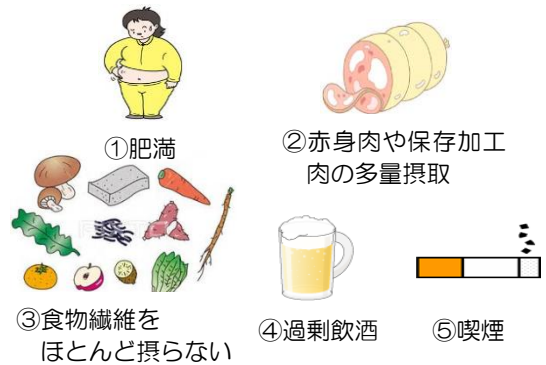 ①肥満
②赤身肉や保存加工
肉の多量摂取
③食物繊維を
ほとんど摂らない
④過剰飲酒
⑤喫煙